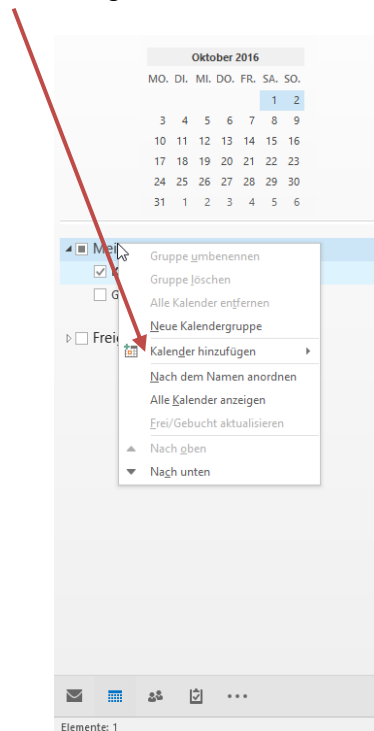 Oktober 2016
MO. DI. MI. DO. FR. SA. SO.
1 2
3 4 5 6 7 8 9
10 11 12 13 14 15 16
17 18 19 20 21 22 23
24 25 26 27 28 29 30
31 1 2 3 4 5 6
Gruppe umbenennen
Gruppe löschen
Alle Kalender entfernen
Neue Kalendergruppe
Kalender hinzufügen
Nach dem Namen anordnen
Alle Kalender anzeigen
Frei/Gebucht aktualisieren
Nach oben
Nach unten
Elemente: 1